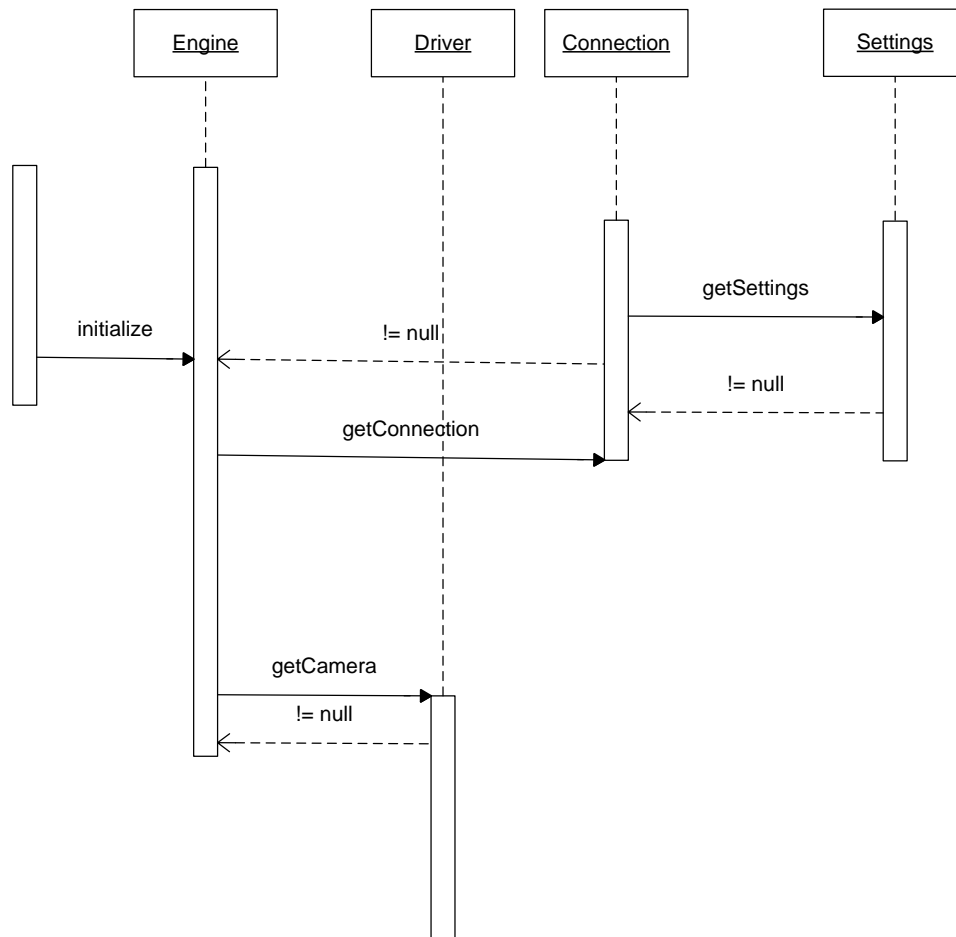 Engine
Driver
Connection
Settings
getSettings
initialize
!= null
!= null
getConnection
getCamera
!= null